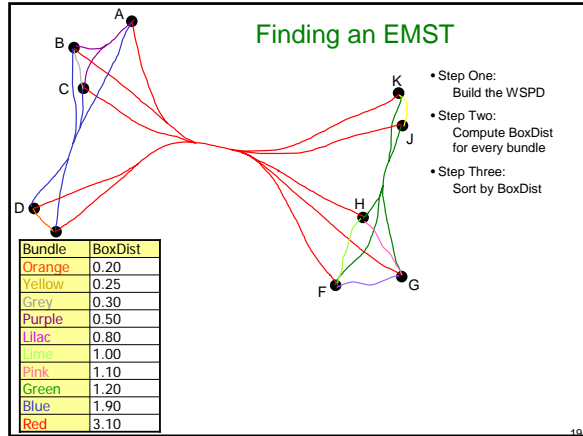 Finding an EMST
A
B
C
D
K
J
H
G
F
• Step One:
Build the WSPD
• Step Two:
Compute BoxDist
for every bundle
• Step Three:
Sort by BoxDist
Bundle BoxDist
Orange 0.20
Yellow 0.25
Grey 0.30
Purple 0.50
Lilac 0.80
Lime 1.00
Pink 1.10
Green 1.20
Blue 1.90
Red 3.10
19